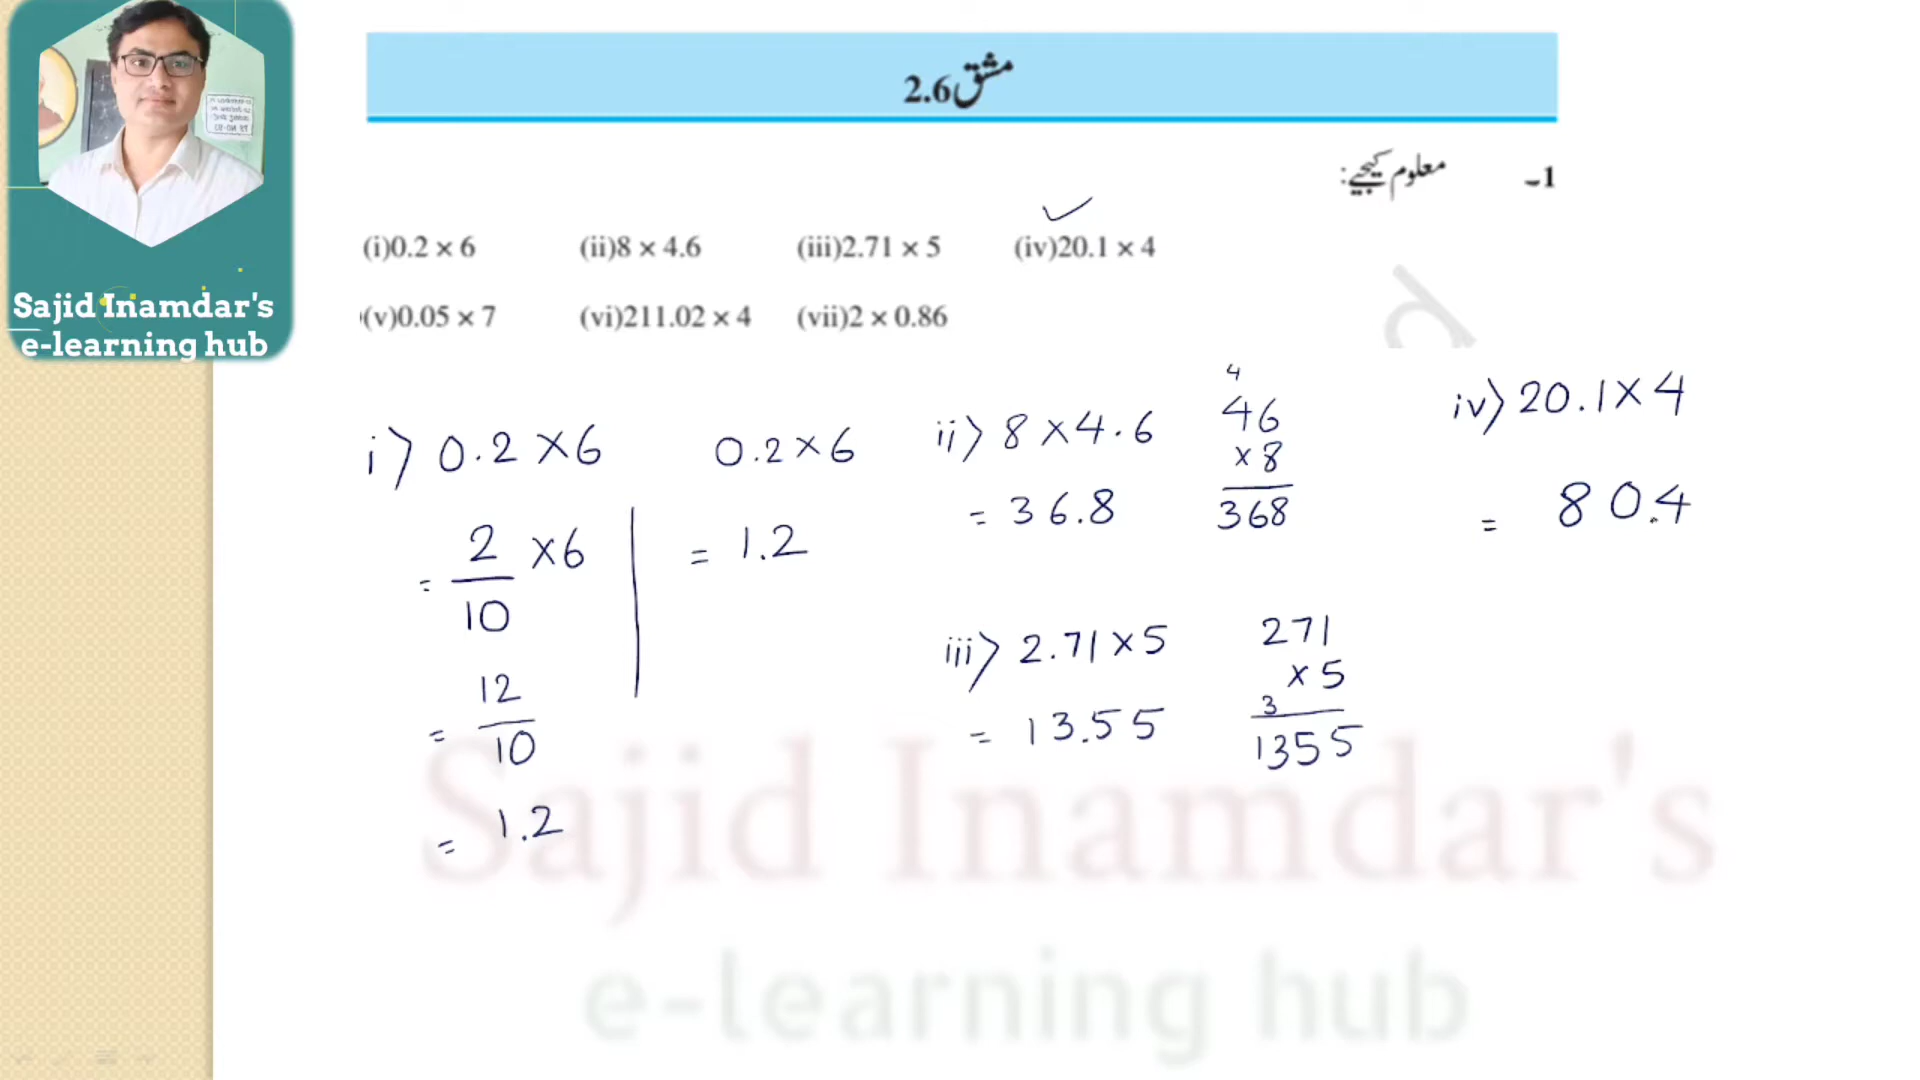 Sajid Inamdar's
e-learning hub
مشق 2.6
1۔ معلوم کیجیے:
(i)0.2 × 6 (ii)8 × 4.6 (iii)2.71 × 5 (iv)20.1 × 4
(v)0.05 × 7 (vi)211.02 × 4 (vii)2 × 0.86
i) 0.2 × 6
= 2/10 × 6
= 12/10
= 1.2
0.2 × 6
= 1.2
ii) 8 × 4.6
= 36.8
4
46
× 8
368
iii) 2.71 × 5
= 13.55
271
× 5
3
1355
iv) 20.1 × 4
= 80.4
Sajid Inamdar's
e-learning hub